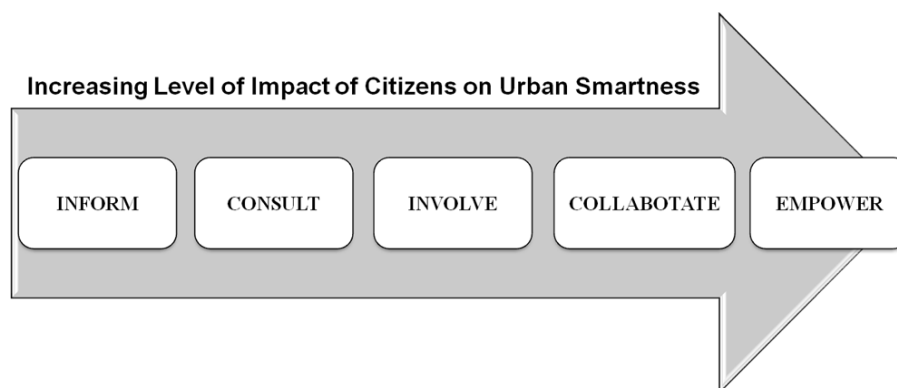 Increasing Level of Impact of Citizens on Urban Smartness
INFORM
CONSULT
INVOLVE
COLLABOTATE
EMPOWER